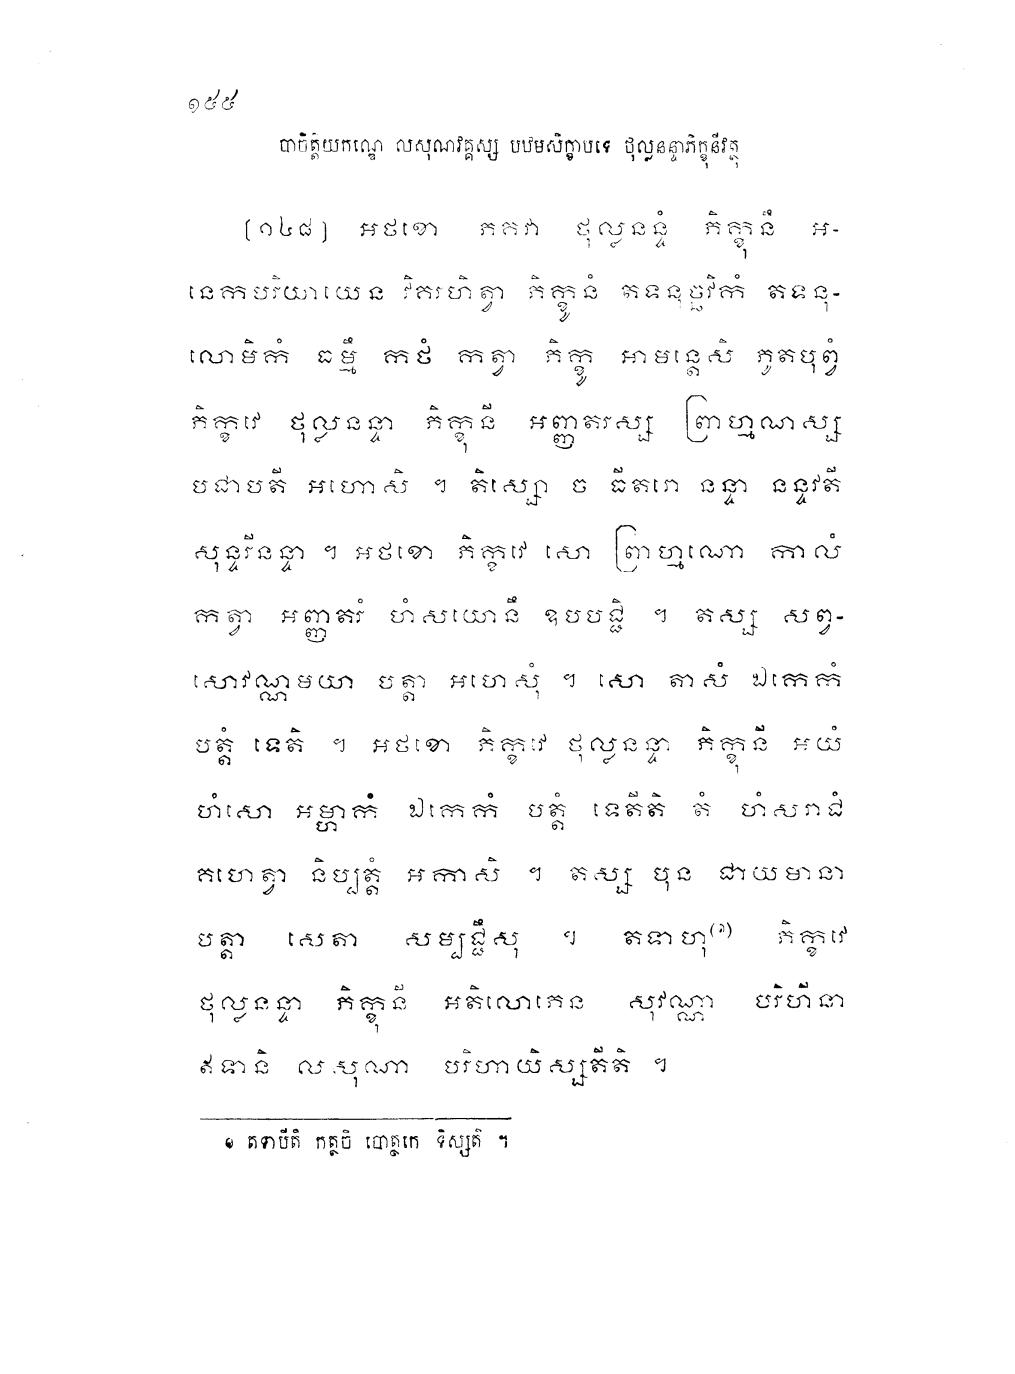 ១៥៥
បាចិត្តិយកណ្ឌេ លសុណវគ្គស្ស បឋមសិក្ខាបទេ ថុល្លនន្ទាភិក្ខុនីវត្ថុ
[១៤៨] អថខោ ភគវា ថុល្លនន្ទំ ភិក្ខុនឹ អ-
នេកបរិយាយេន វិគរហិត្វា ភិក្ខូនំ តទនុច្ឆវិកំ តទនុ-
លោមិកំ ធម្មឹ កថំ កត្វា ភិក្ខូ អាមន្តេសិ ភូតបុព្វំ
ភិក្ខវេ ថុល្លនន្ទា ភិក្ខុនី អញ្ញតរស្ស ព្រាហ្មណស្ស
បជាបតី អហោសិ ។ តិស្សោ ច ធីតរោ នន្ទា នន្ទវតី
សុន្ទរីនន្ទា ។ អថខោ ភិក្ខវេ សោ ព្រាហ្មណោ កាលំ
កត្វា អញ្ញតរំ ហំសយោនឹ ឧបបជ្ជិ ។ តស្ស សព្វ-
សោវណ្ណមយា បត្តា អហេសុំ ។ សោ តាសំ ឯកេកំ
បត្តំ ទេតិ ។ អថខោ ភិក្ខវេ ថុល្លនន្ទា ភិក្ខុនី អយំ
ហំសោ អម្ហាកំ ឯកេកំ បត្តំ ទេតីតិ តំ ហំសរាជំ
គហេត្វា និប្បត្តំ អកាសិ ។ តស្ស បុន ជាយមានា
បត្តា សេតា សម្បជ្ជឹសុ ។ តទាហុ(១) ភិក្ខវេ
ថុល្លនន្ទា ភិក្ខុនី អតិលោភេន សុវណ្ណា បរិហីនា
ឥទានិ លសុណា បរិហាយិស្សតីតិ ។
១ តទាបីតិ កត្ថចិ បោត្ថកេ ទិស្សតិ ។